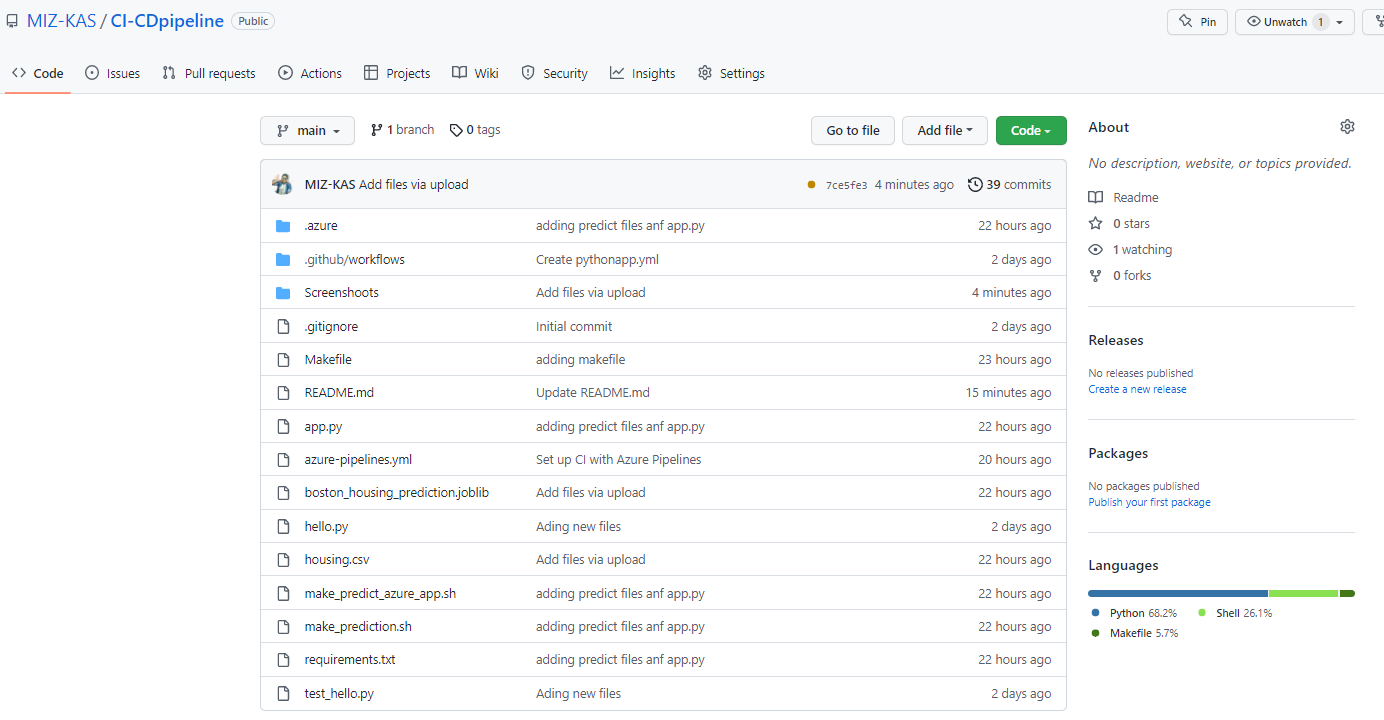 MIZ-KAS / CI-CDpipeline Public Pin Unwatch 1
Code Issues Pull requests Actions Projects Wiki Security Insights Settings
main 1 branch 0 tags Go to file Add file Code
MIZ-KAS Add files via upload 7ce5fe3 4 minutes ago 39 commits
.azure adding predict files anf app.py 22 hours ago
.github/workflows Create pythonapp.yml 2 days ago
Screenshoots Add files via upload 4 minutes ago
.gitignore Initial commit 2 days ago
Makefile adding makefile 23 hours ago
README.md Update README.md 15 minutes ago
app.py adding predict files anf app.py 22 hours ago
azure-pipelines.yml Set up CI with Azure Pipelines 20 hours ago
boston_housing_prediction.joblib Add files via upload 22 hours ago
hello.py Ading new files 2 days ago
housing.csv Add files via upload 22 hours ago
make_predict_azure_app.sh adding predict files anf app.py 22 hours ago
make_prediction.sh adding predict files anf app.py 22 hours ago
requirements.txt adding predict files anf app.py 22 hours ago
test_hello.py Ading new files 2 days ago
About
No description, website, or topics provided.
Readme
0 stars
1 watching
0 forks
Releases
No releases published
Create a new release
Packages
No packages published
Publish your first package
Languages
Python 68.2% Shell 26.1%
Makefile 5.7%